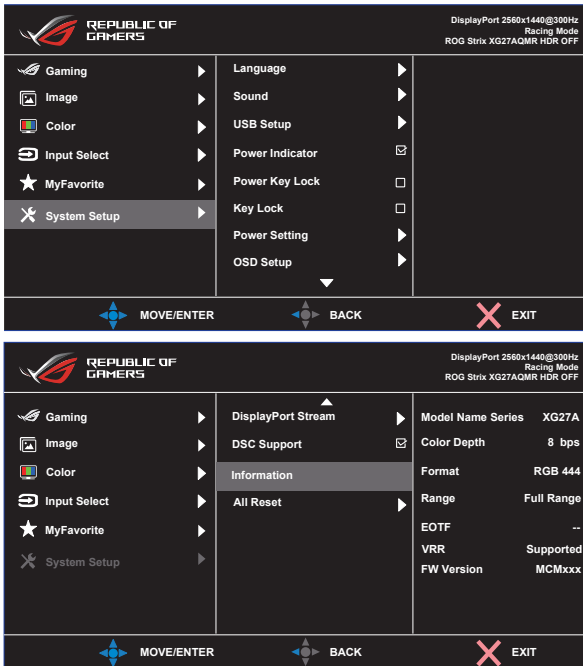 REPUBLIC OF
GAMERS
DisplayPort 2560x1440@300Hz
Racing Mode
ROG Strix XG27AQMR HDR OFF
Gaming
Image
Color
Input Select
MyFavorite
System Setup
Language
Sound
USB Setup
Power Indicator
Power Key Lock
Key Lock
Power Setting
OSD Setup
MOVE/ENTER
BACK
EXIT
REPUBLIC OF
GAMERS
DisplayPort 2560x1440@300Hz
Racing Mode
ROG Strix XG27AQMR HDR OFF
Gaming
Image
Color
Input Select
MyFavorite
System Setup
DisplayPort Stream
DSC Support
Information
All Reset
Model Name Series XG27A
Color Depth 8 bps
Format RGB 444
Range Full Range
EOTF --
VRR Supported
FW Version MCMxxx
MOVE/ENTER
BACK
EXIT